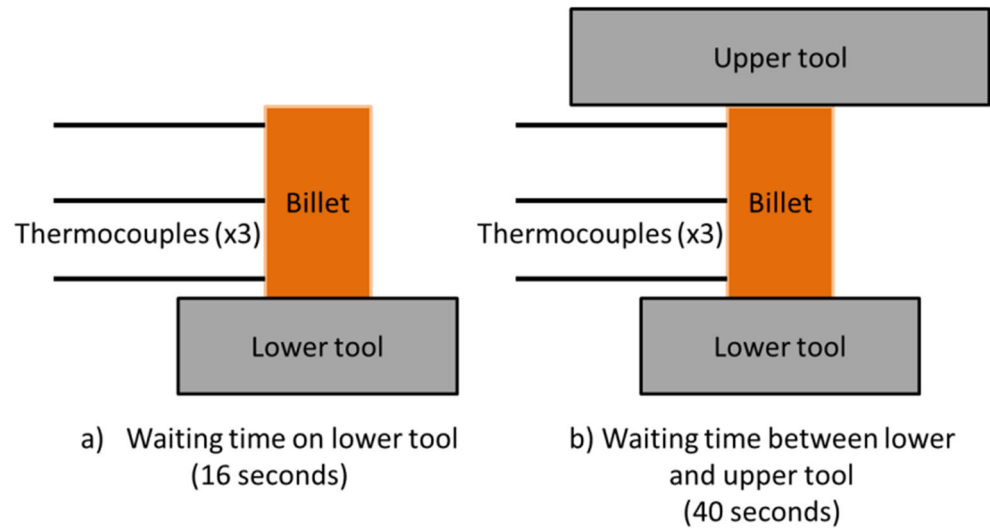 Upper tool
Billet
Billet
Thermocouples (x3)
Thermocouples (x3)
Lower tool
Lower tool
a) Waiting time on lower tool
(16 seconds)
b) Waiting time between lower
and upper tool
(40 seconds)